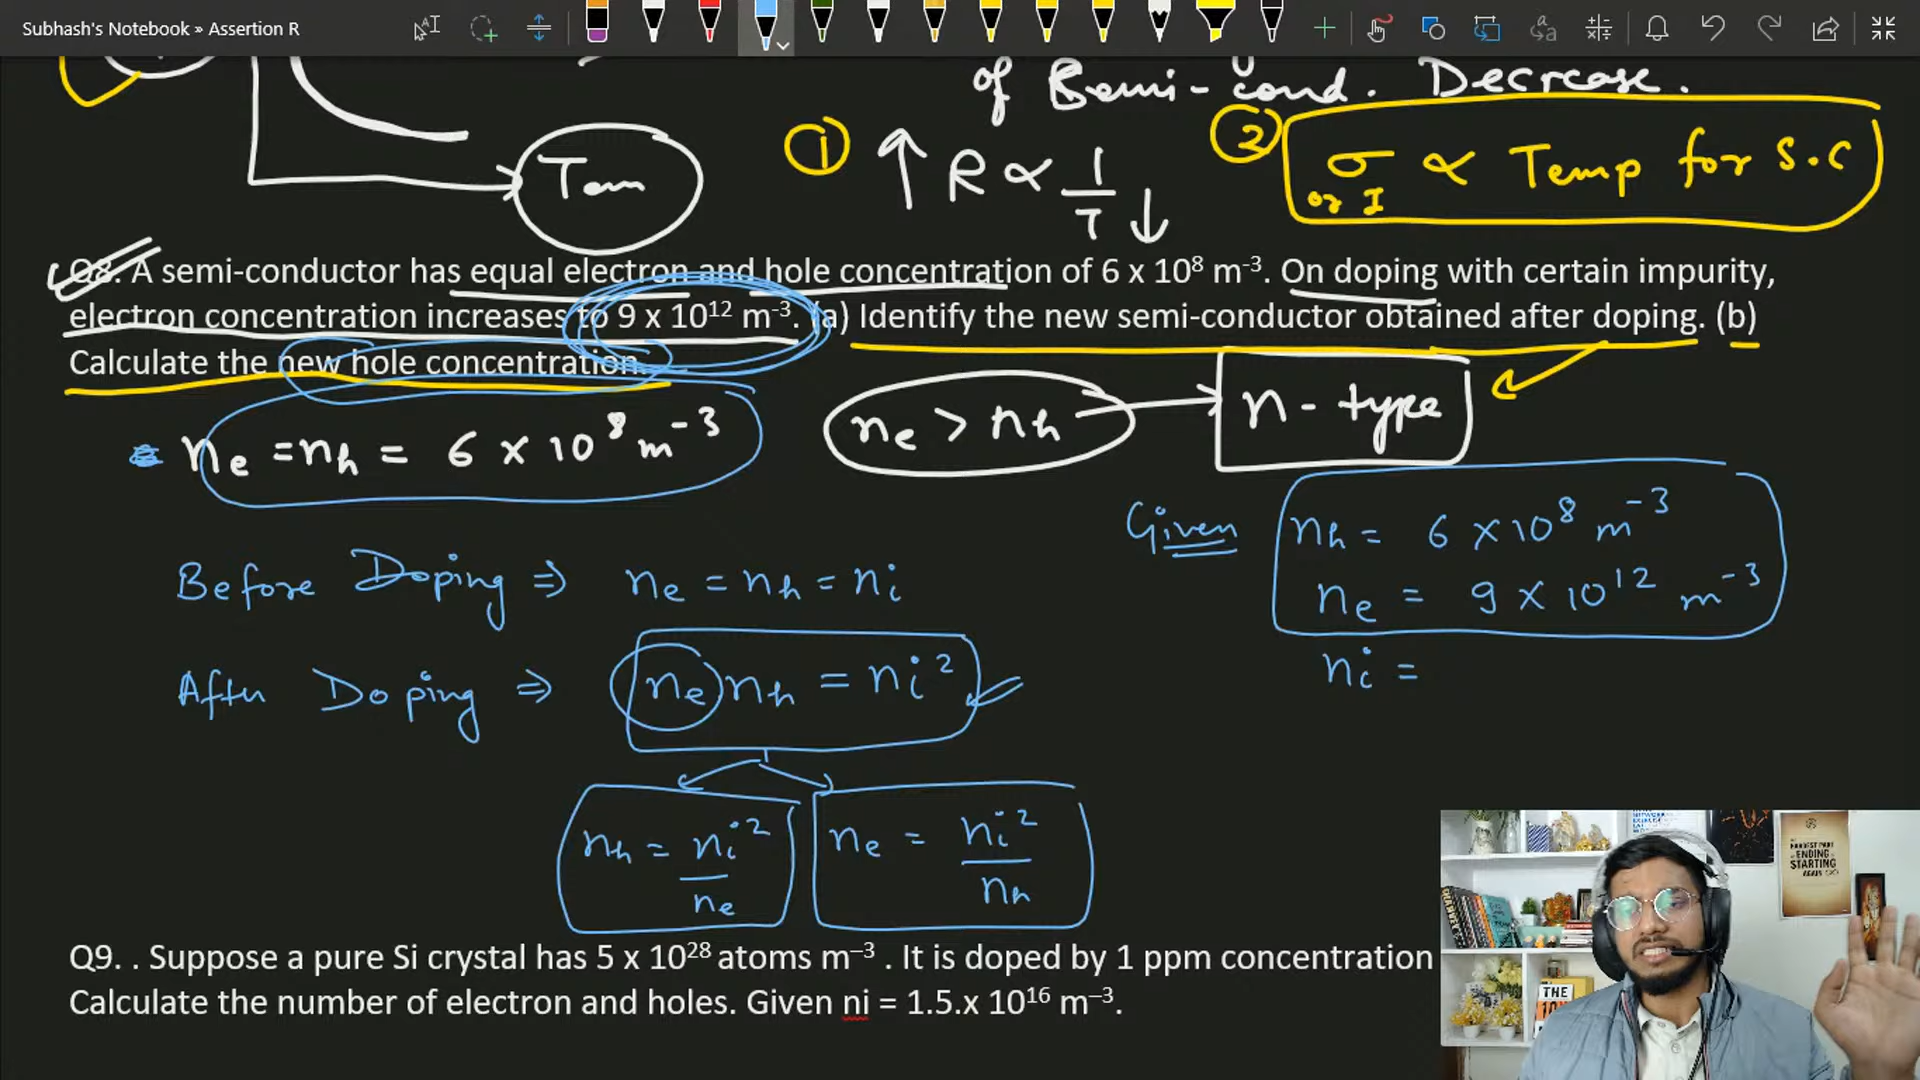 Subhash's Notebook » Assertion R
of Semi-cond. Decrease.
Tem
① ↑ R ∝ 1/T ↓
② σ ∝ Temp for S.C
or I
Q8. A semi-conductor has equal electron and hole concentration of 6 x 10⁸ m⁻³. On doping with certain impurity,
electron concentration increases to 9 x 10¹² m⁻³. (a) Identify the new semi-conductor obtained after doping. (b)
Calculate the new hole concentration.
ne = nh = 6 × 10⁸ m⁻³
ne > nh → n - type
Given nh = 6 × 10⁸ m⁻³
ne = 9 × 10¹² m⁻³
ni =
Before Doping ⇒ ne = nh = ni
After Doping ⇒ ne nh = ni²
nh = ni²/ne
ne = ni²/nh
Q9. . Suppose a pure Si crystal has 5 x 10²⁸ atoms m⁻³ . It is doped by 1 ppm concentration
Calculate the number of electron and holes. Given ni = 1.5.x 10¹⁶ m⁻³.
HARDEST PART
ENDING
STARTING
THE